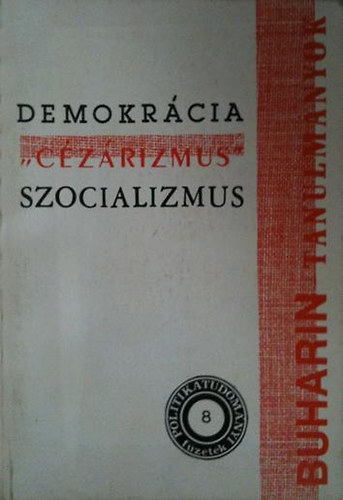 DEMOKRÁCIA
„CÉZÁRIZMUS"
SZOCIALIZMUS
BUHARIN-TANULMÁNYOK
POLITIKATUDOMÁNYI
füzetek
8